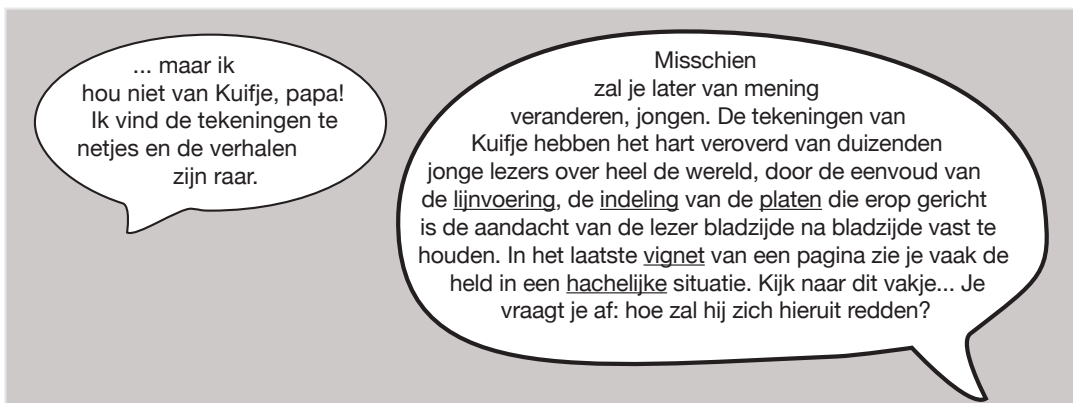 ... maar ik
hou niet van Kuifje, papa!
Ik vind de tekeningen te
netjes en de verhalen
zijn raar.
Misschien
zal je later van mening
veranderen, jongen. De tekeningen van
Kuifje hebben het hart veroverd van duizenden
jonge lezers over heel de wereld, door de eenvoud van
de lijnvoering, de indeling van de platen die erop gericht
is de aandacht van de lezer bladzijde na bladzijde vast te
houden. In het laatste vignet van een pagina zie je vaak de
held in een hachelijke situatie. Kijk naar dit vakje... Je
vraagt je af: hoe zal hij zich hieruit redden?